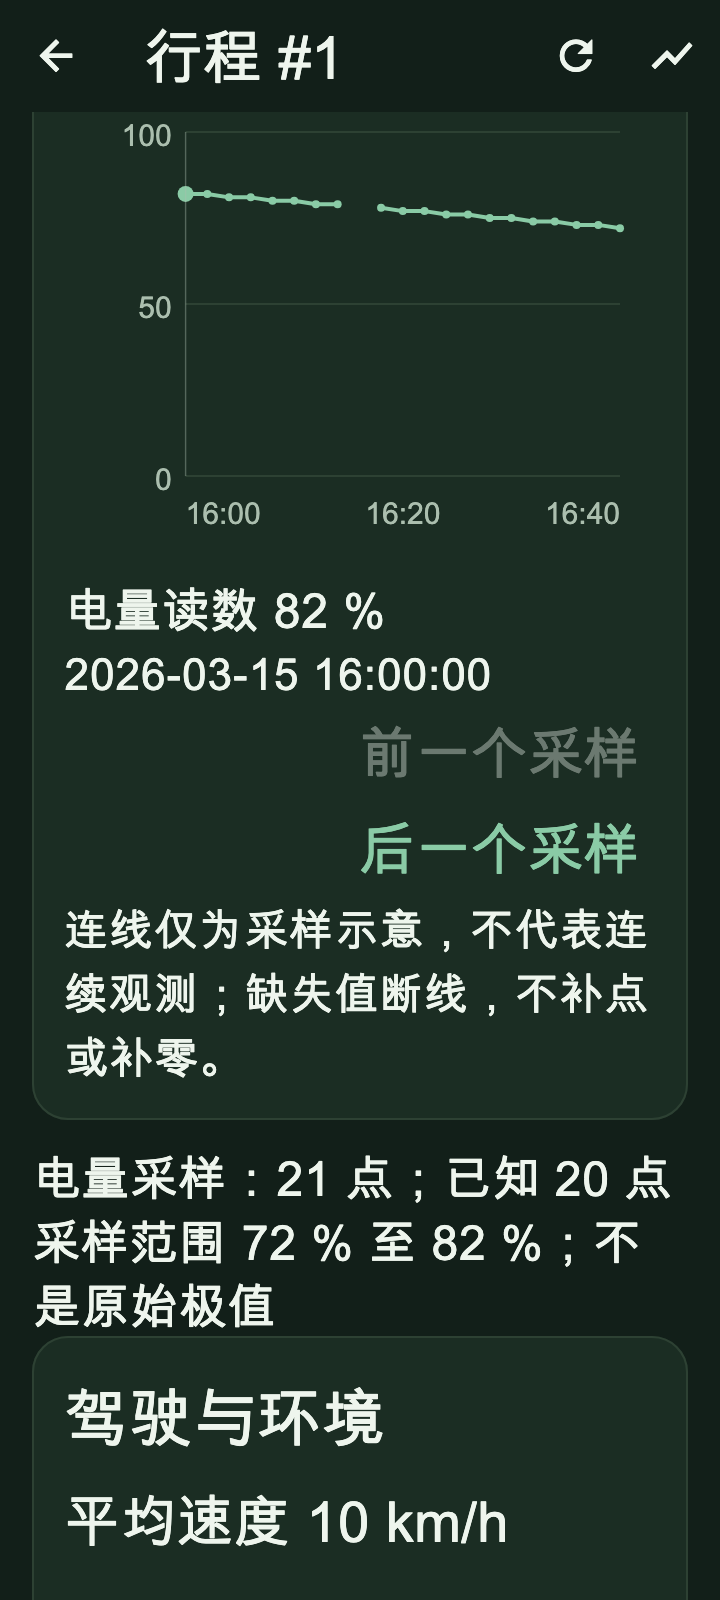 行程 #1
100
50
0
16:00 16:20 16:40
电量读数 82 %
2026-03-15 16:00:00
前一个采样
后一个采样
连线仅为采样示意，不代表连
续观测；缺失值断线，不补点
或补零。
电量采样：21 点；已知 20 点
采样范围 72 % 至 82 %；不
是原始极值
驾驶与环境
平均速度 10 km/h